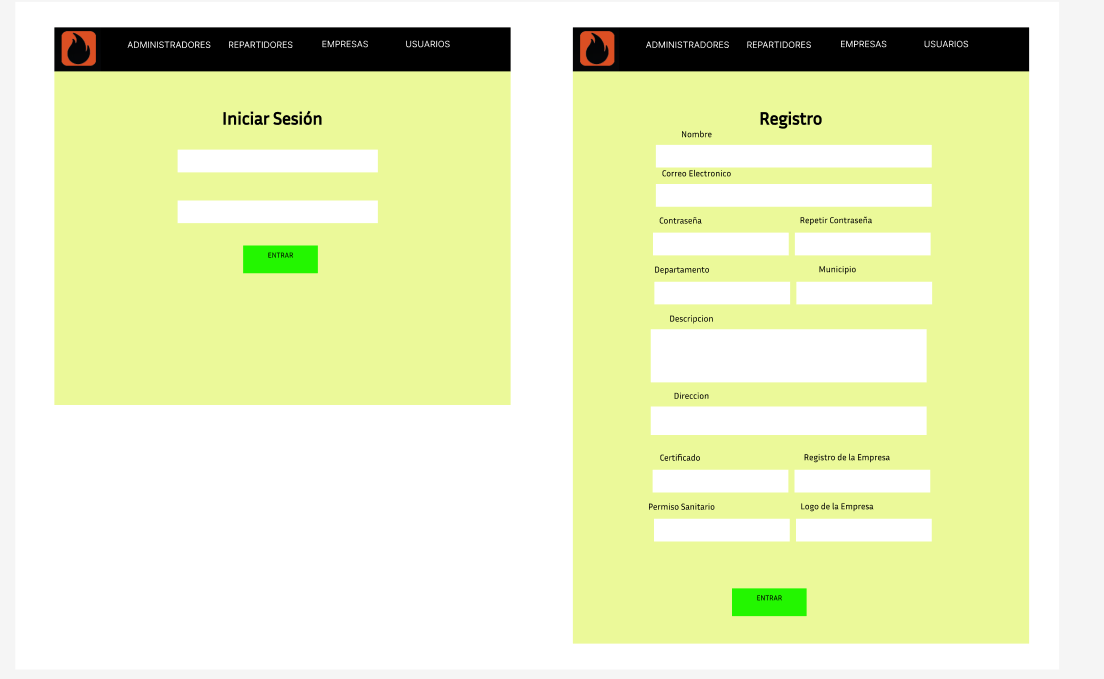 ADMINISTRADORES REPARTIDORES EMPRESAS USUARIOS
Iniciar Sesión
ENTRAR
ADMINISTRADORES REPARTIDORES EMPRESAS USUARIOS
Registro
Nombre
Correo Electronico
Contraseña Repetir Contraseña
Departamento Municipio
Descripcion
Direccion
Certificado Registro de la Empresa
Permiso Sanitario Logo de la Empresa
ENTRAR